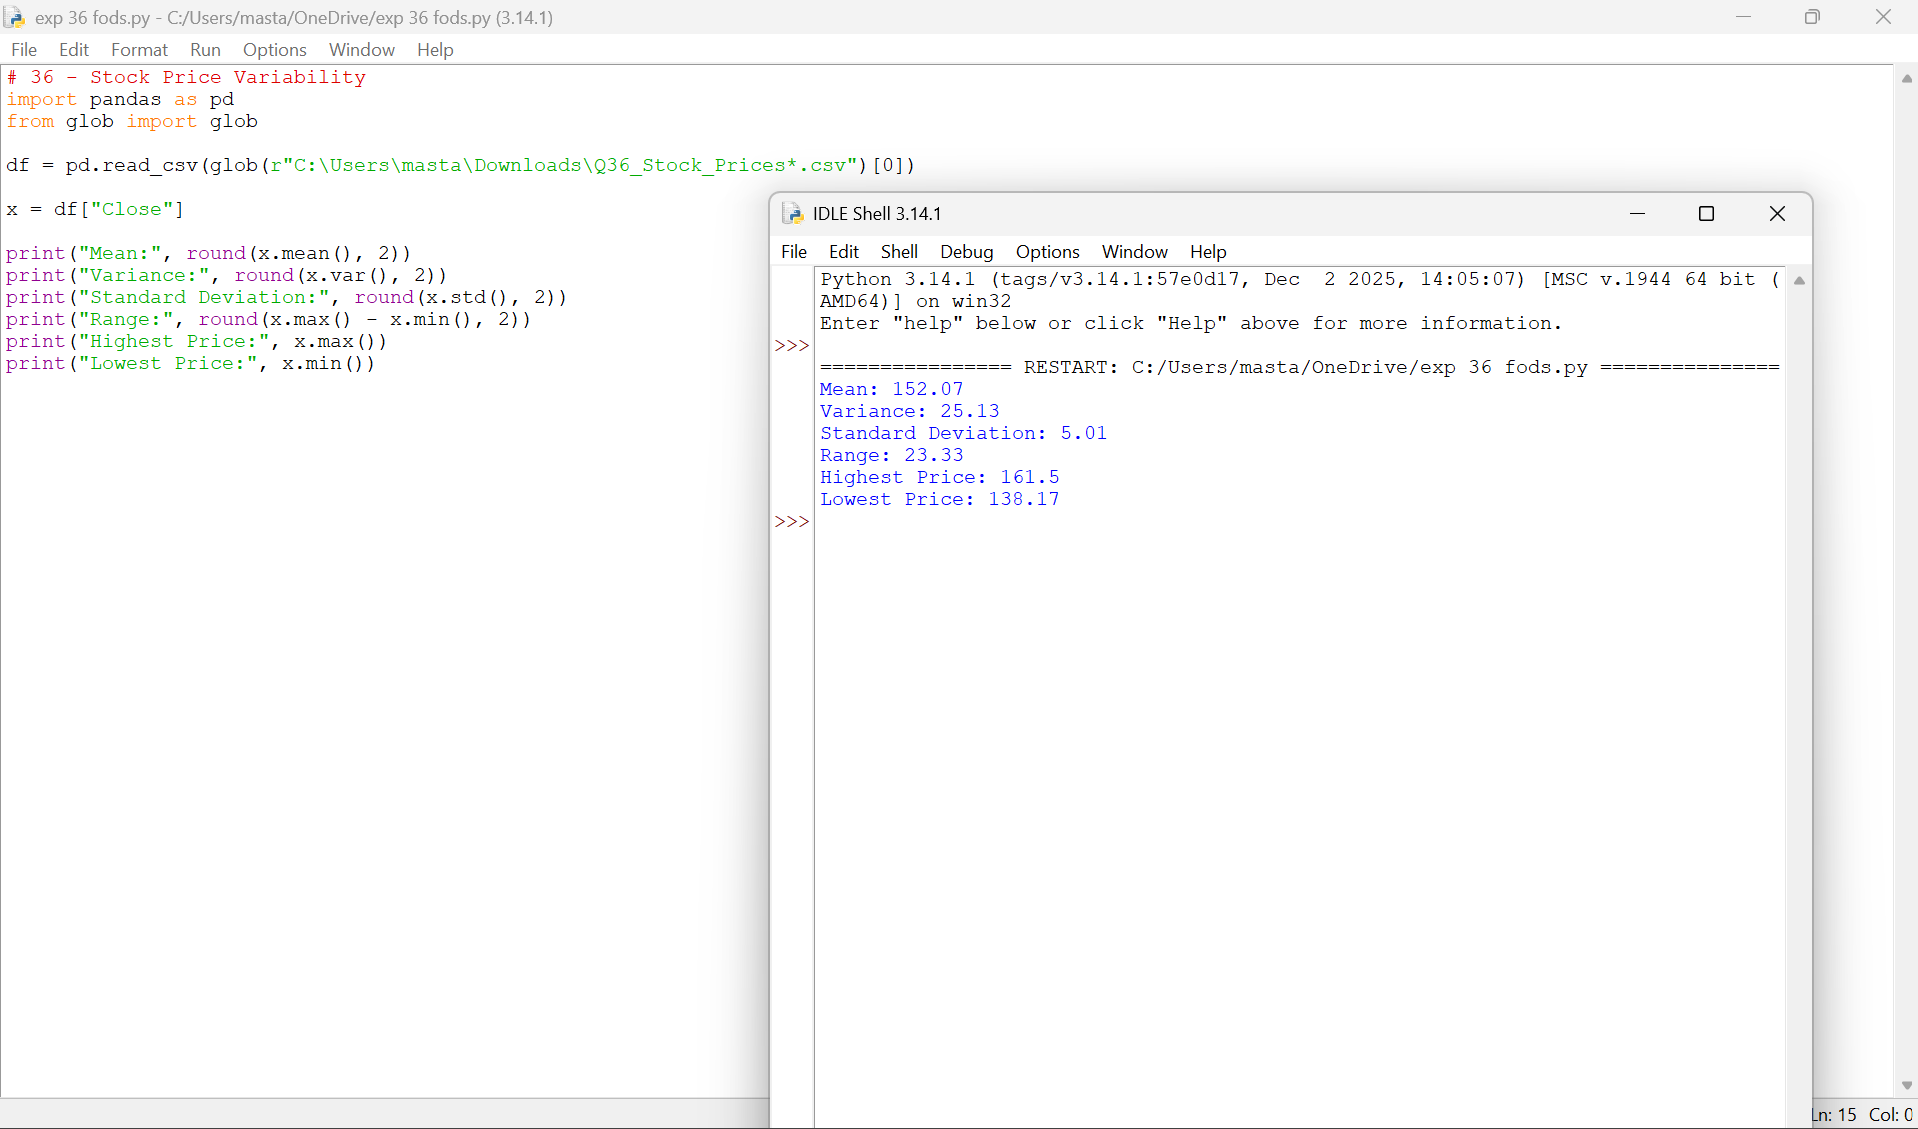 exp 36 fods.py - C:/Users/masta/OneDrive/exp 36 fods.py (3.14.1)
File Edit Format Run Options Window Help
# 36 - Stock Price Variability
import pandas as pd
from glob import glob
df = pd.read_csv(glob(r"C:\Users\masta\Downloads\Q36_Stock_Prices*.csv")[0])
x = df["Close"]
print("Mean:", round(x.mean(), 2))
print("Variance:", round(x.var(), 2))
print("Standard Deviation:", round(x.std(), 2))
print("Range:", round(x.max() - x.min(), 2))
print("Highest Price:", x.max())
print("Lowest Price:", x.min())
IDLE Shell 3.14.1
File Edit Shell Debug Options Window Help
Python 3.14.1 (tags/v3.14.1:57e0d17, Dec  2 2025, 14:05:07) [MSC v.1944 64 bit (
AMD64)] on win32
Enter "help" below or click "Help" above for more information.
>>>
================ RESTART: C:/Users/masta/OneDrive/exp 36 fods.py ===============
Mean: 152.07
Variance: 25.13
Standard Deviation: 5.01
Range: 23.33
Highest Price: 161.5
Lowest Price: 138.17
>>>
Ln: 15 Col: 0